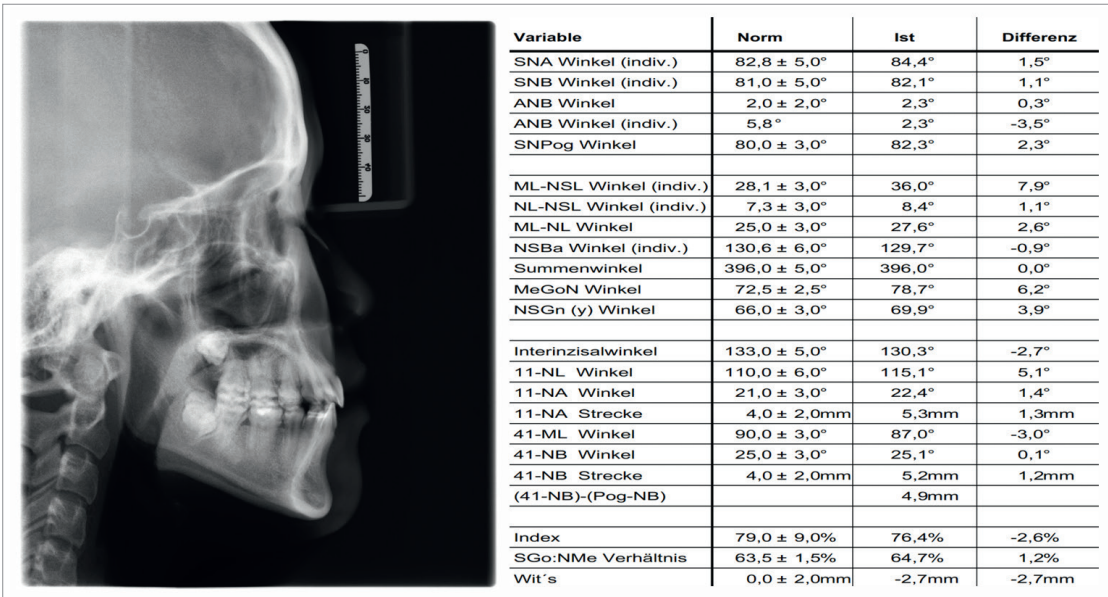 0
10
20
30
40
Variable Norm Ist Differenz
SNA Winkel (indiv.) 82,8 ± 5,0° 84,4° 1,5°
SNB Winkel (indiv.) 81,0 ± 5,0° 82,1° 1,1°
ANB Winkel 2,0 ± 2,0° 2,3° 0,3°
ANB Winkel (indiv.) 5,8° 2,3° -3,5°
SNPog Winkel 80,0 ± 3,0° 82,3° 2,3°
ML-NSL Winkel (indiv.) 28,1 ± 3,0° 36,0° 7,9°
NL-NSL Winkel (indiv.) 7,3 ± 3,0° 8,4° 1,1°
ML-NL Winkel 25,0 ± 3,0° 27,6° 2,6°
NSBa Winkel (indiv.) 130,6 ± 6,0° 129,7° -0,9°
Summenwinkel 396,0 ± 5,0° 396,0° 0,0°
MeGoN Winkel 72,5 ± 2,5° 78,7° 6,2°
NSGn (y) Winkel 66,0 ± 3,0° 69,9° 3,9°
Interinzisalwinkel 133,0 ± 5,0° 130,3° -2,7°
11-NL Winkel 110,0 ± 6,0° 115,1° 5,1°
11-NA Winkel 21,0 ± 3,0° 22,4° 1,4°
11-NA Strecke 4,0 ± 2,0mm 5,3mm 1,3mm
41-ML Winkel 90,0 ± 3,0° 87,0° -3,0°
41-NB Winkel 25,0 ± 3,0° 25,1° 0,1°
41-NB Strecke 4,0 ± 2,0mm 5,2mm 1,2mm
(41-NB)-(Pog-NB) 4,9mm
Index 79,0 ± 9,0% 76,4% -2,6%
SGo:NMe Verhältnis 63,5 ± 1,5% 64,7% 1,2%
Wit´s 0,0 ± 2,0mm -2,7mm -2,7mm